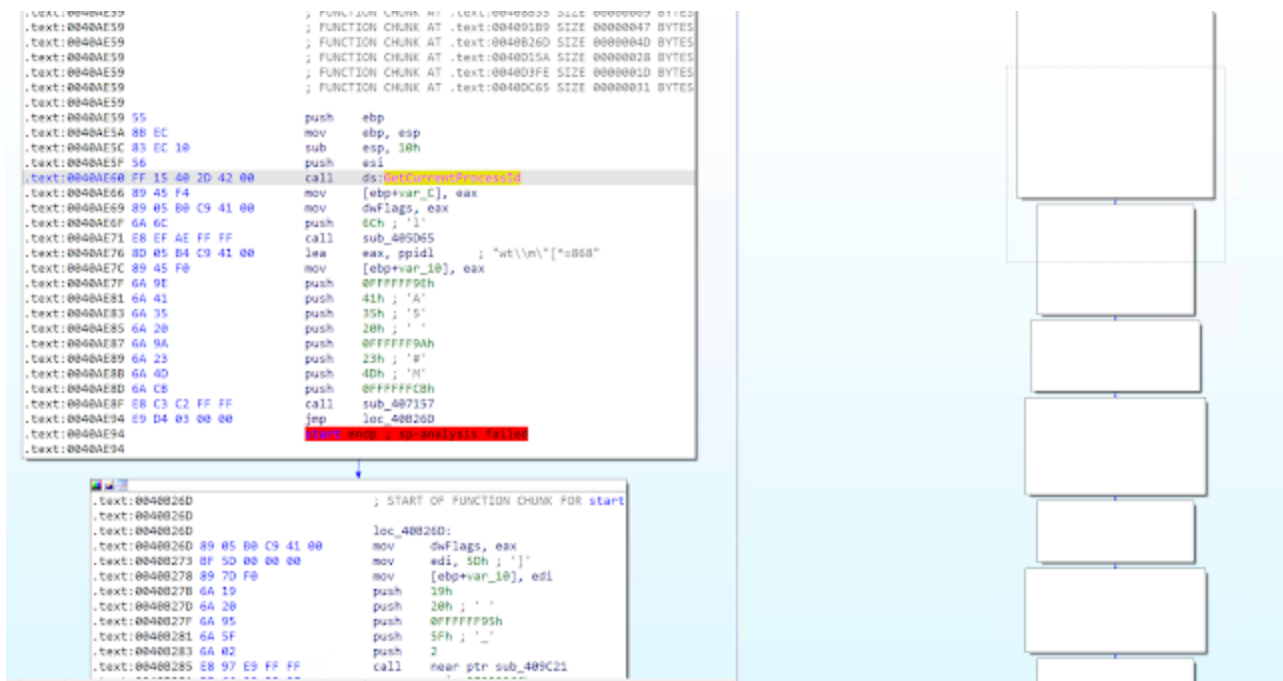 .text:0040AE59 ; FUNCTION CHUNK AT .text:00408B35 SIZE 00000009 BYTES
.text:0040AE59 ; FUNCTION CHUNK AT .text:004091B9 SIZE 00000047 BYTES
.text:0040AE59 ; FUNCTION CHUNK AT .text:0040B26D SIZE 0000004D BYTES
.text:0040AE59 ; FUNCTION CHUNK AT .text:0040D15A SIZE 00000028 BYTES
.text:0040AE59 ; FUNCTION CHUNK AT .text:0040D3FE SIZE 0000001D BYTES
.text:0040AE59 ; FUNCTION CHUNK AT .text:0040DC65 SIZE 00000031 BYTES
.text:0040AE59
.text:0040AE59 55 push ebp
.text:0040AE5A 8B EC mov ebp, esp
.text:0040AE5C 83 EC 10 sub esp, 10h
.text:0040AE5F 56 push esi
.text:0040AE60 FF 15 40 2D 42 00 call ds:GetCurrentProcessId
.text:0040AE66 89 45 F4 mov [ebp+var_C], eax
.text:0040AE69 89 05 B0 C9 41 00 mov dwFlags, eax
.text:0040AE6F 6A 6C push 6Ch ; 'l'
.text:0040AE71 E8 EF AE FF FF call sub_405D65
.text:0040AE76 8D 05 B4 C9 41 00 lea eax, ppidl ; "wt\\m\"[*=868"
.text:0040AE7C 89 45 F0 mov [ebp+var_10], eax
.text:0040AE7F 6A 9E push 0FFFFFF9Eh
.text:0040AE81 6A 41 push 41h ; 'A'
.text:0040AE83 6A 35 push 35h ; '5'
.text:0040AE85 6A 20 push 20h ; ' '
.text:0040AE87 6A 9A push 0FFFFFF9Ah
.text:0040AE89 6A 23 push 23h ; '#'
.text:0040AE8B 6A 4D push 4Dh ; 'M'
.text:0040AE8D 6A CB push 0FFFFFFCBh
.text:0040AE8F E8 C3 C2 FF FF call sub_407157
.text:0040AE94 E9 D4 03 00 00 jmp loc_40B26D
.text:0040AE94 start endp ; sp-analysis failed
.text:0040AE94
.text:0040B26D ; START OF FUNCTION CHUNK FOR start
.text:0040B26D
.text:0040B26D loc_40B26D:
.text:0040B26D 89 05 B0 C9 41 00 mov dwFlags, eax
.text:0040B273 BF 5D 00 00 00 mov edi, 5Dh ; ']'
.text:0040B278 89 7D F0 mov [ebp+var_10], edi
.text:0040B27B 6A 19 push 19h
.text:0040B27D 6A 20 push 20h ; ' '
.text:0040B27F 6A 95 push 0FFFFFF95h
.text:0040B281 6A 5F push 5Fh ; '_'
.text:0040B283 6A 02 push 2
.text:0040B285 E8 97 E9 FF FF call near ptr sub_409C21